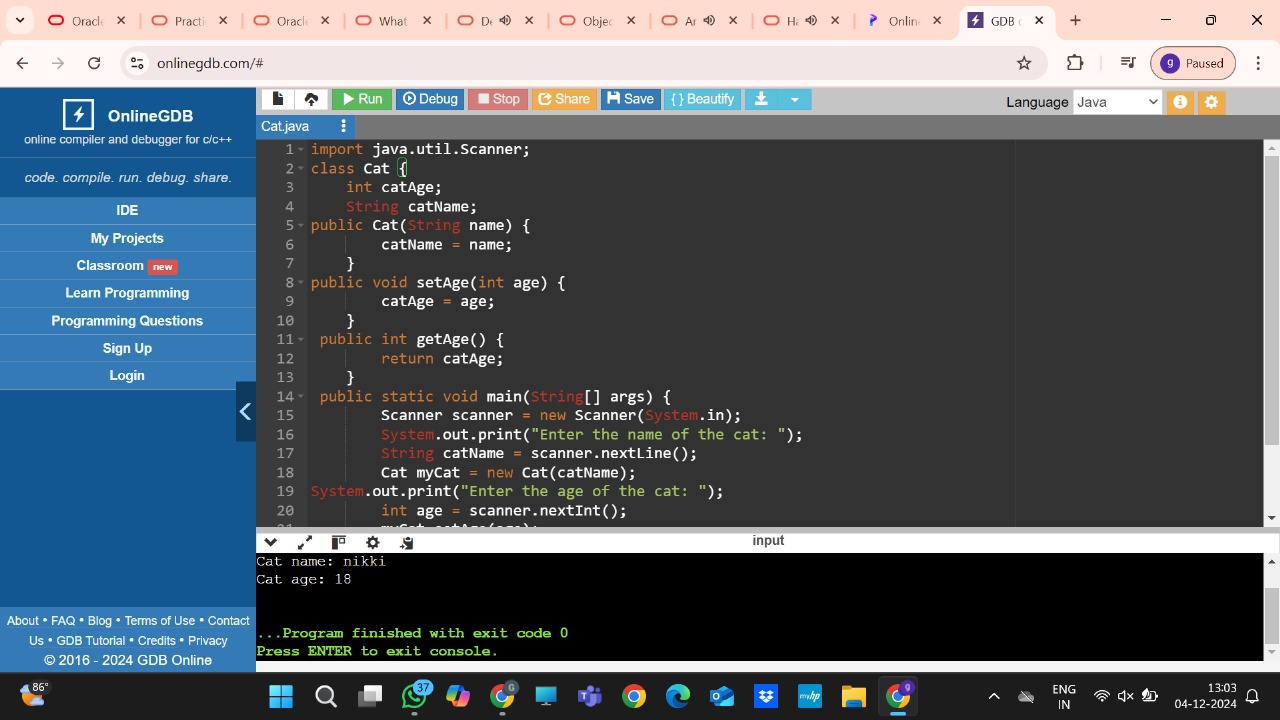 Oracle
Practi
Oracle
What
De
Objec
Ar
Ha
Onlin
GDB
onlinegdb.com/#
g Paused
OnlineGDB
online compiler and debugger for c/c++
code. compile. run. debug. share.
IDE
My Projects
Classroom new
Learn Programming
Programming Questions
Sign Up
Login
About • FAQ • Blog • Terms of Use • Contact
Us • GDB Tutorial • Credits • Privacy
© 2016 - 2024 GDB Online
Run Debug Stop Share Save { } Beautify
Language Java
Cat.java
1 import java.util.Scanner;
2 class Cat {
3 int catAge;
4 String catName;
5 public Cat(String name) {
6 catName = name;
7 }
8 public void setAge(int age) {
9 catAge = age;
10 }
11 public int getAge() {
12 return catAge;
13 }
14 public static void main(String[] args) {
15 Scanner scanner = new Scanner(System.in);
16 System.out.print("Enter the name of the cat: ");
17 String catName = scanner.nextLine();
18 Cat myCat = new Cat(catName);
19 System.out.print("Enter the age of the cat: ");
20 int age = scanner.nextInt();
input
Cat name: nikki
Cat age: 18
...Program finished with exit code 0
Press ENTER to exit console.
86°
37
G
myhp
g
ENG
IN
13:03
04-12-2024